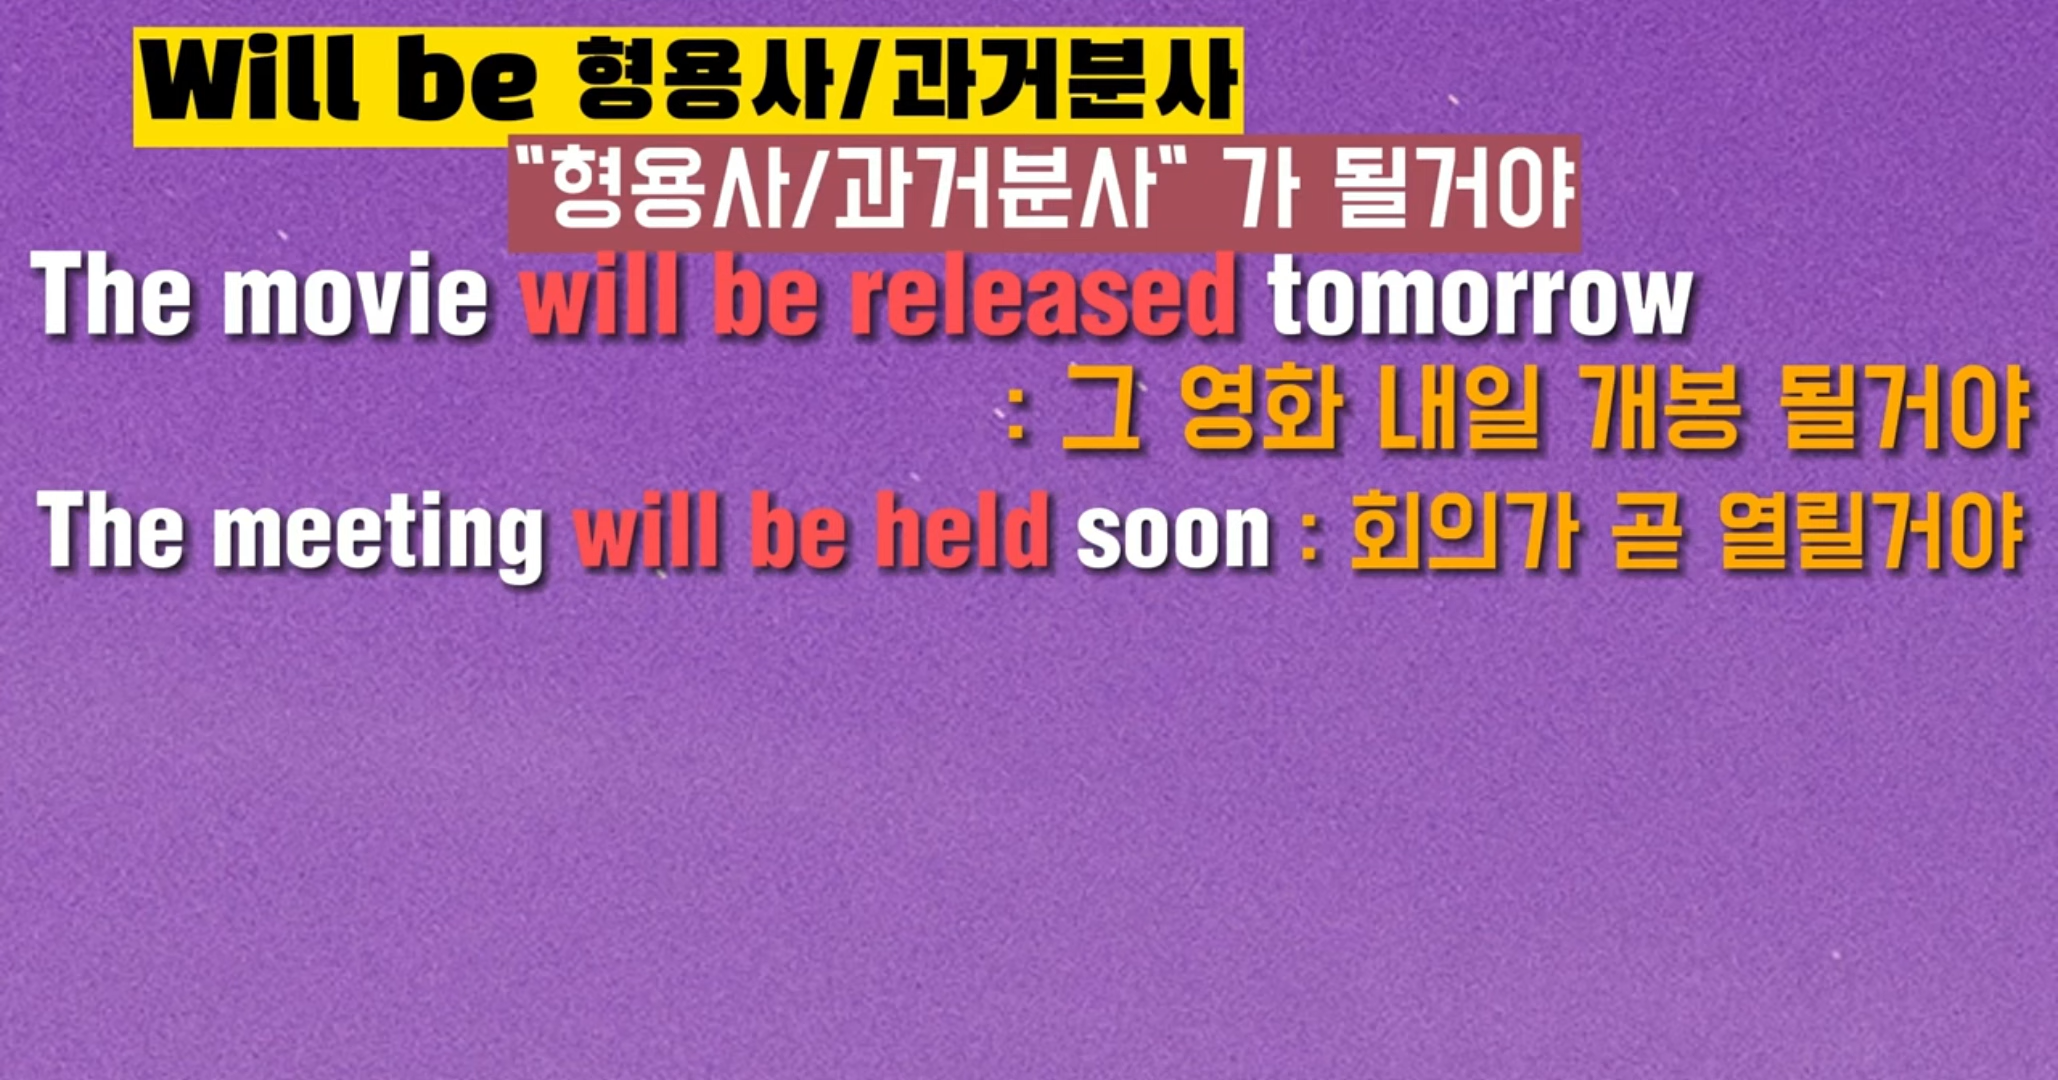 Will be 형용사/과거분사
"형용사/과거분사" 가 될거야
The movie will be released tomorrow
: 그 영화 내일 개봉 될거야
The meeting will be held soon : 회의가 곧 열릴거야